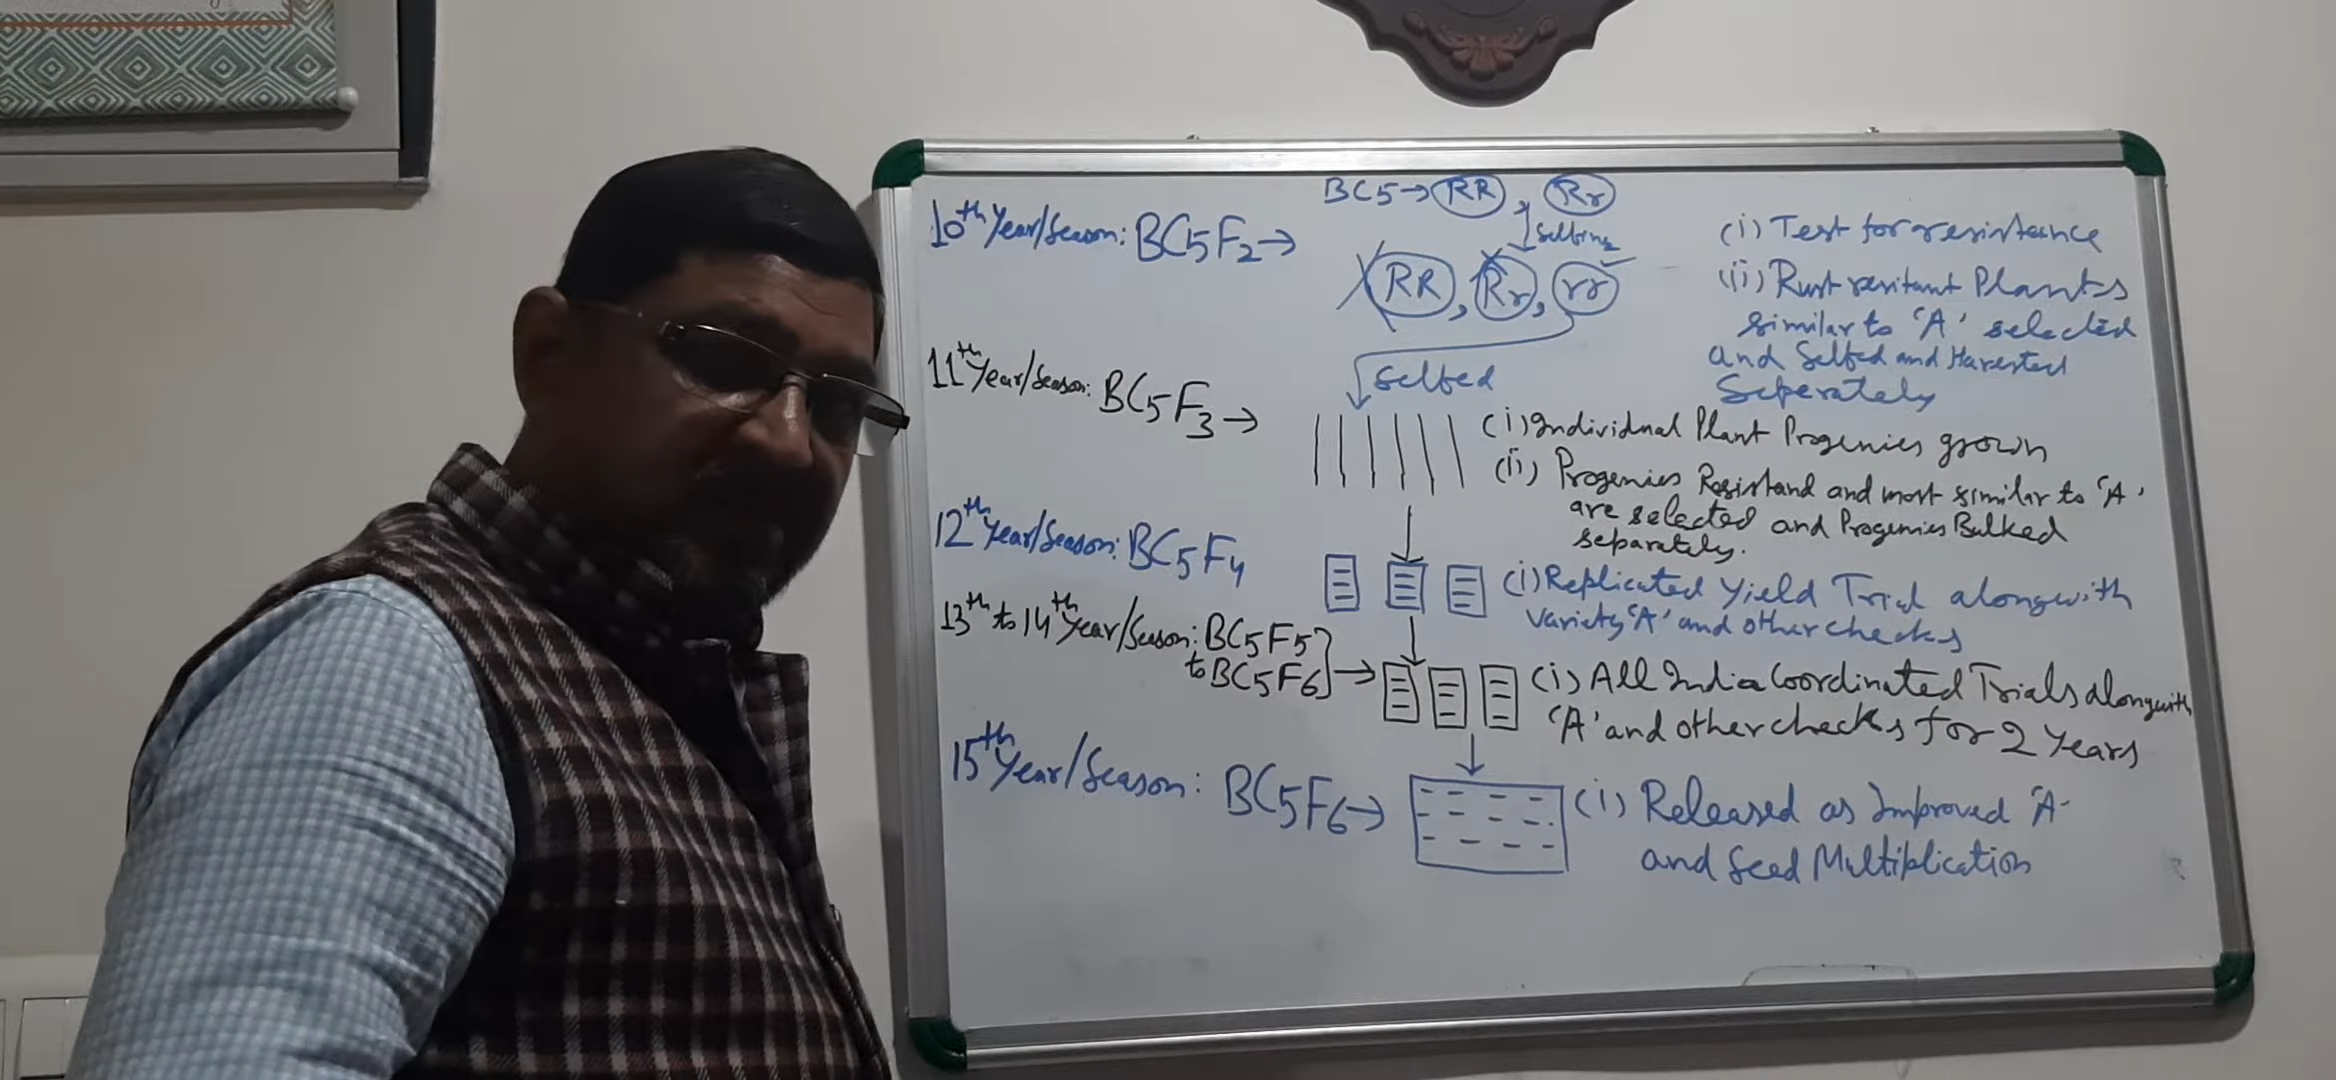 BC5→ RR, Rr
10th Year/Season: BC5F2→
↓ Selfing
RR, Rr, rr
(i) Test for resistance
(ii) Rust resitant Plants
similar to 'A' selected
and Selfed and Harvested
Seperately
11th Year/Season: BC5F3→
Selfed
(i) Individual Plant Progenies grown
(ii) Progenies Resistand and most similar to 'A'
are selected and Progenies Bulked
separately.
12th Year/Season: BC5F4
(i) Replicated Yield Trial alongwith
variety 'A' and other checks
13th to 14th Year/Season: BC5F5
to BC5F6 →
(i) All India Coordinated Trials alongwith
'A' and other checks for 2 Years
15th Year/Season: BC5F6→
(i) Released as Improved 'A'
and Seed Multiplication